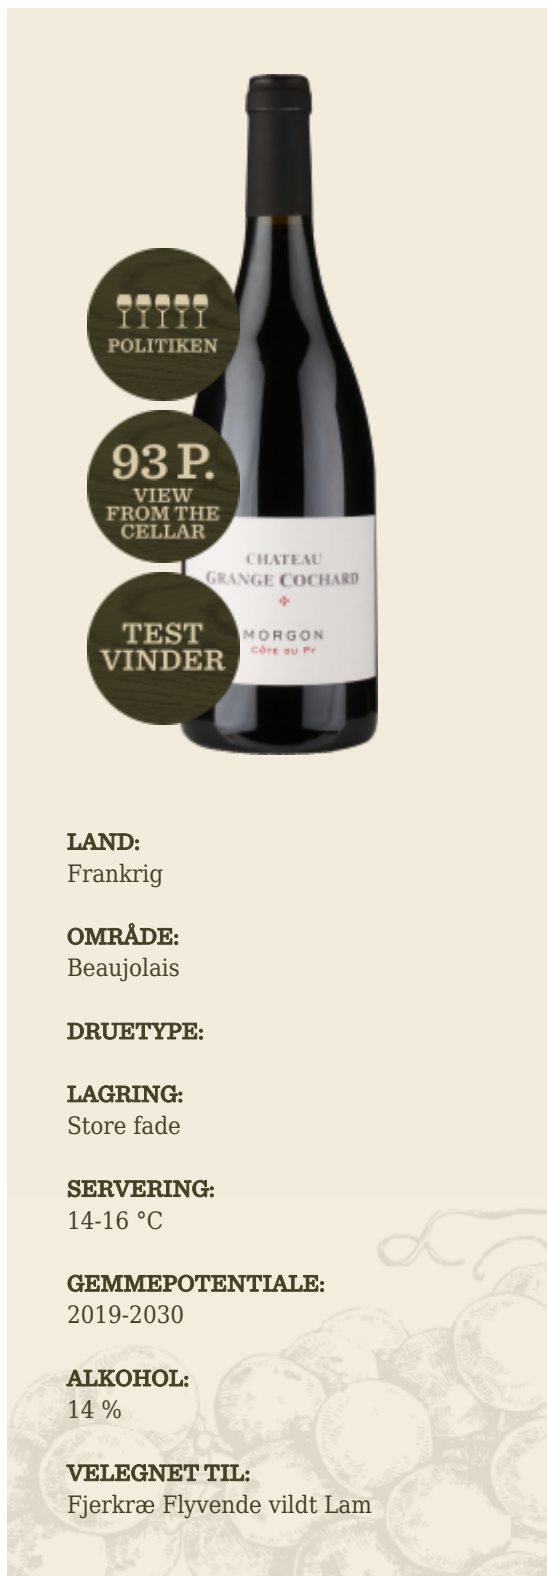 POLITIKEN
93 P.
VIEW
FROM THE
CELLAR
TEST
VINDER
CHATEAU
GRANGE COCHARD
MORGON
CÔTE DU PY
LAND:
Frankrig
OMRÅDE:
Beaujolais
DRUETYPE:
LAGRING:
Store fade
SERVERING:
14-16 °C
GEMMEPOTENTIALE:
2019-2030
ALKOHOL:
14 %
VELEGNET TIL:
Fjerkræ Flyvende vildt Lam